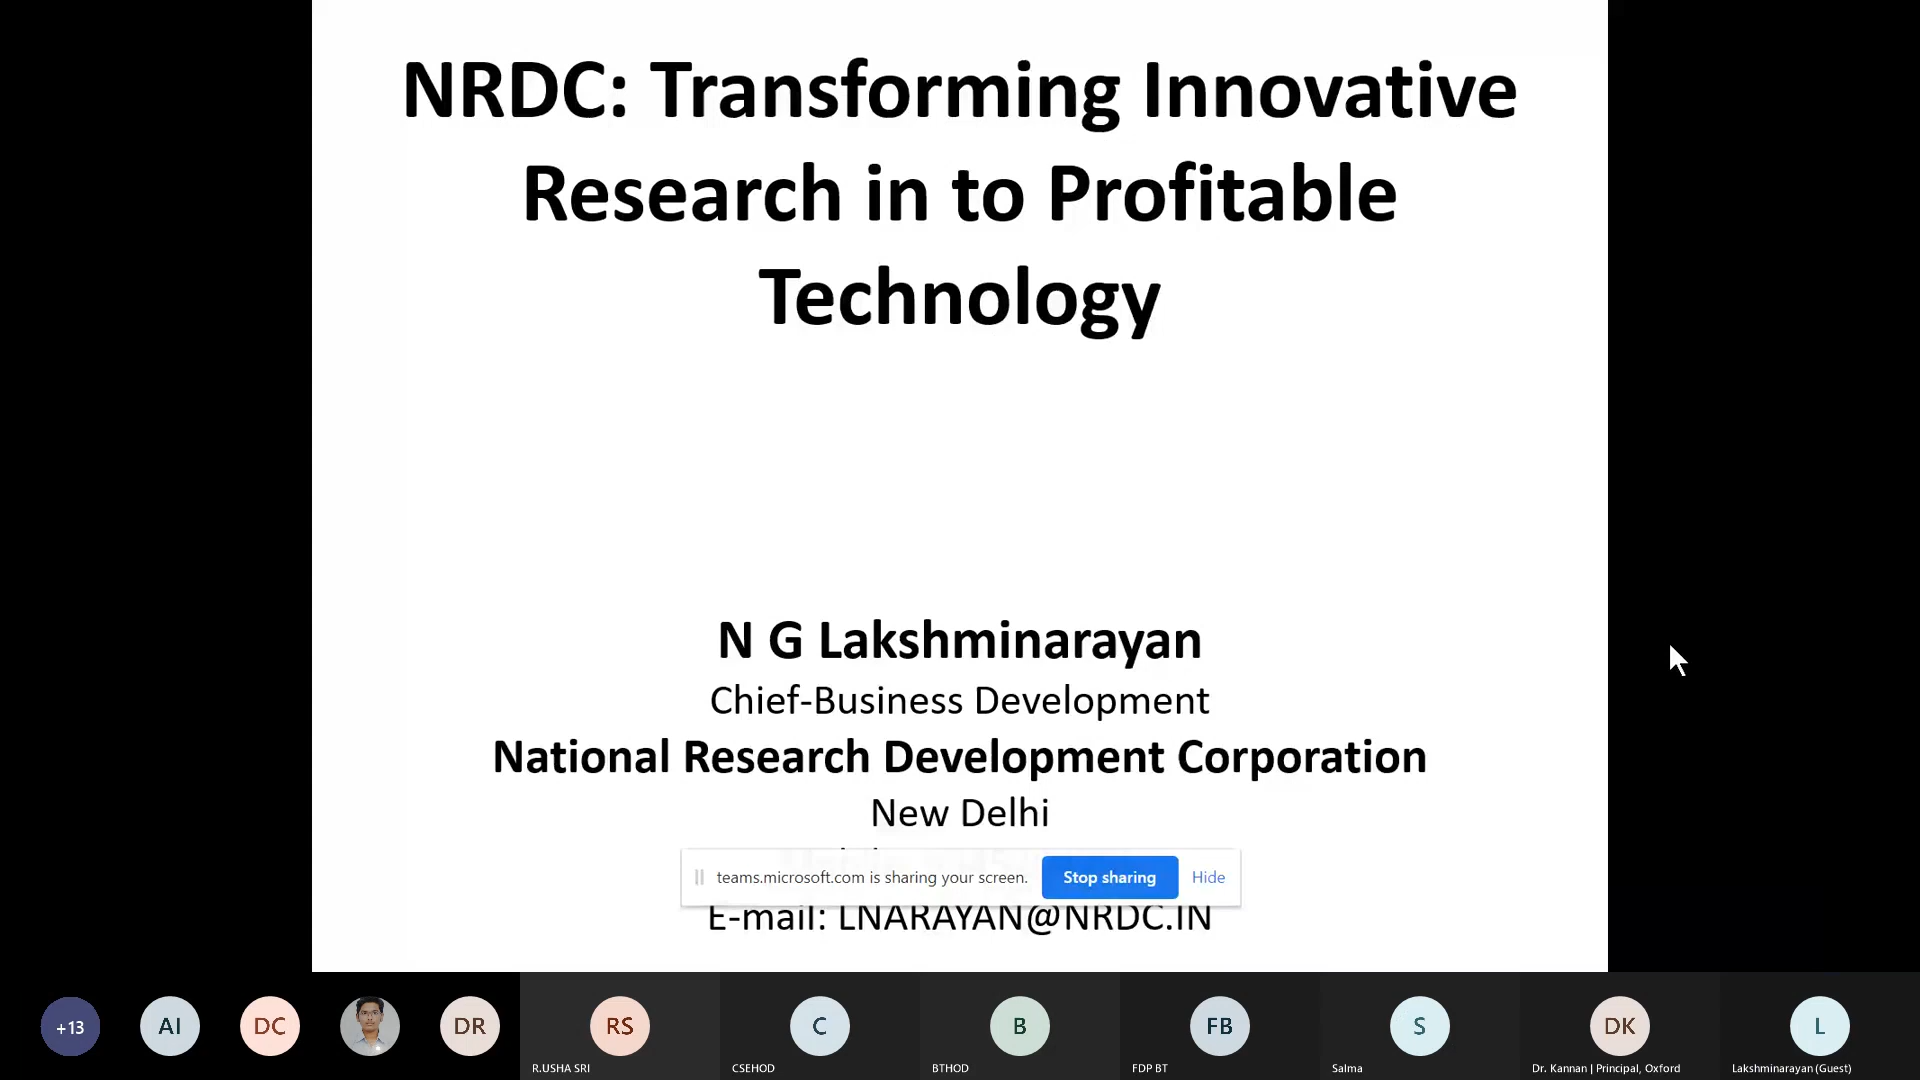 NRDC: Transforming Innovative
Research in to Profitable
Technology
N G Lakshminarayan
Chief-Business Development
National Research Development Corporation
New Delhi
teams.microsoft.com is sharing your screen.
Stop sharing
Hide
E-mail: LNARAYAN@NRDC.IN
+13
AI
DC
DR
RS
C
B
FB
S
DK
L
R.USHA SRI
CSEHOD
BTHOD
FDP BT
Salma
Dr. Kannan | Principal, Oxford
Lakshminarayan (Guest)